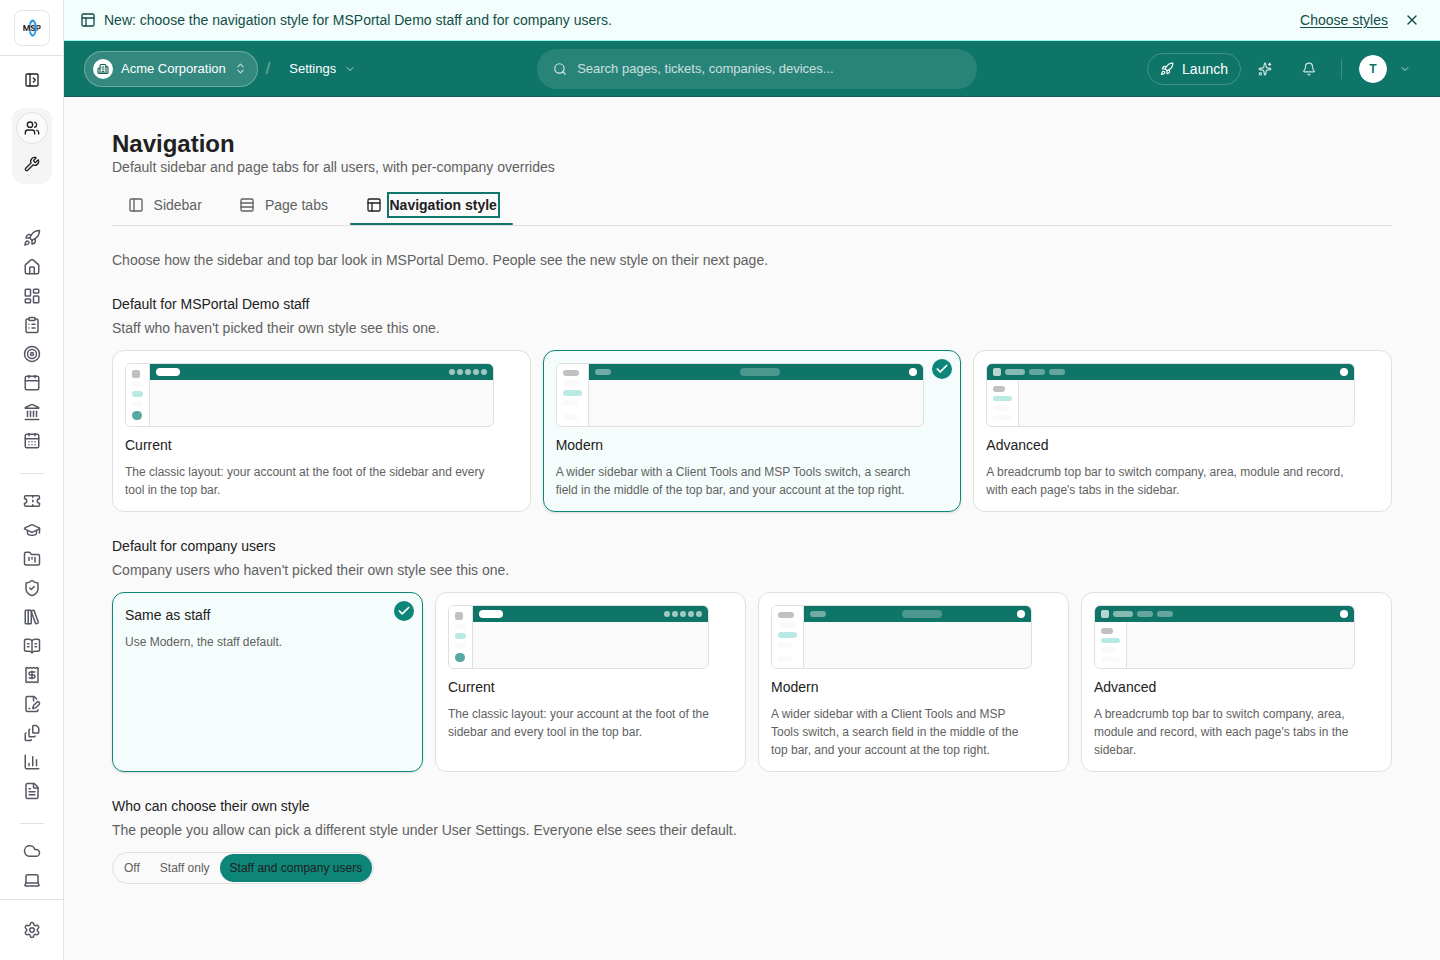 MSP
New: choose the navigation style for MSPortal Demo staff and for company users.
Choose styles
Acme Corporation / Settings
Search pages, tickets, companies, devices...
Launch
T
Navigation
Default sidebar and page tabs for all users, with per-company overrides
Sidebar
Page tabs
Navigation style
Choose how the sidebar and top bar look in MSPortal Demo. People see the new style on their next page.
Default for MSPortal Demo staff
Staff who haven't picked their own style see this one.
Current
The classic layout: your account at the foot of the sidebar and every
tool in the top bar.
Modern
A wider sidebar with a Client Tools and MSP Tools switch, a search
field in the middle of the top bar, and your account at the top right.
Advanced
A breadcrumb top bar to switch company, area, module and record,
with each page's tabs in the sidebar.
Default for company users
Company users who haven't picked their own style see this one.
Same as staff
Use Modern, the staff default.
Current
The classic layout: your account at the foot of the
sidebar and every tool in the top bar.
Modern
A wider sidebar with a Client Tools and MSP
Tools switch, a search field in the middle of the
top bar, and your account at the top right.
Advanced
A breadcrumb top bar to switch company, area,
module and record, with each page's tabs in the
sidebar.
Who can choose their own style
The people you allow can pick a different style under User Settings. Everyone else sees their default.
Off
Staff only
Staff and company users